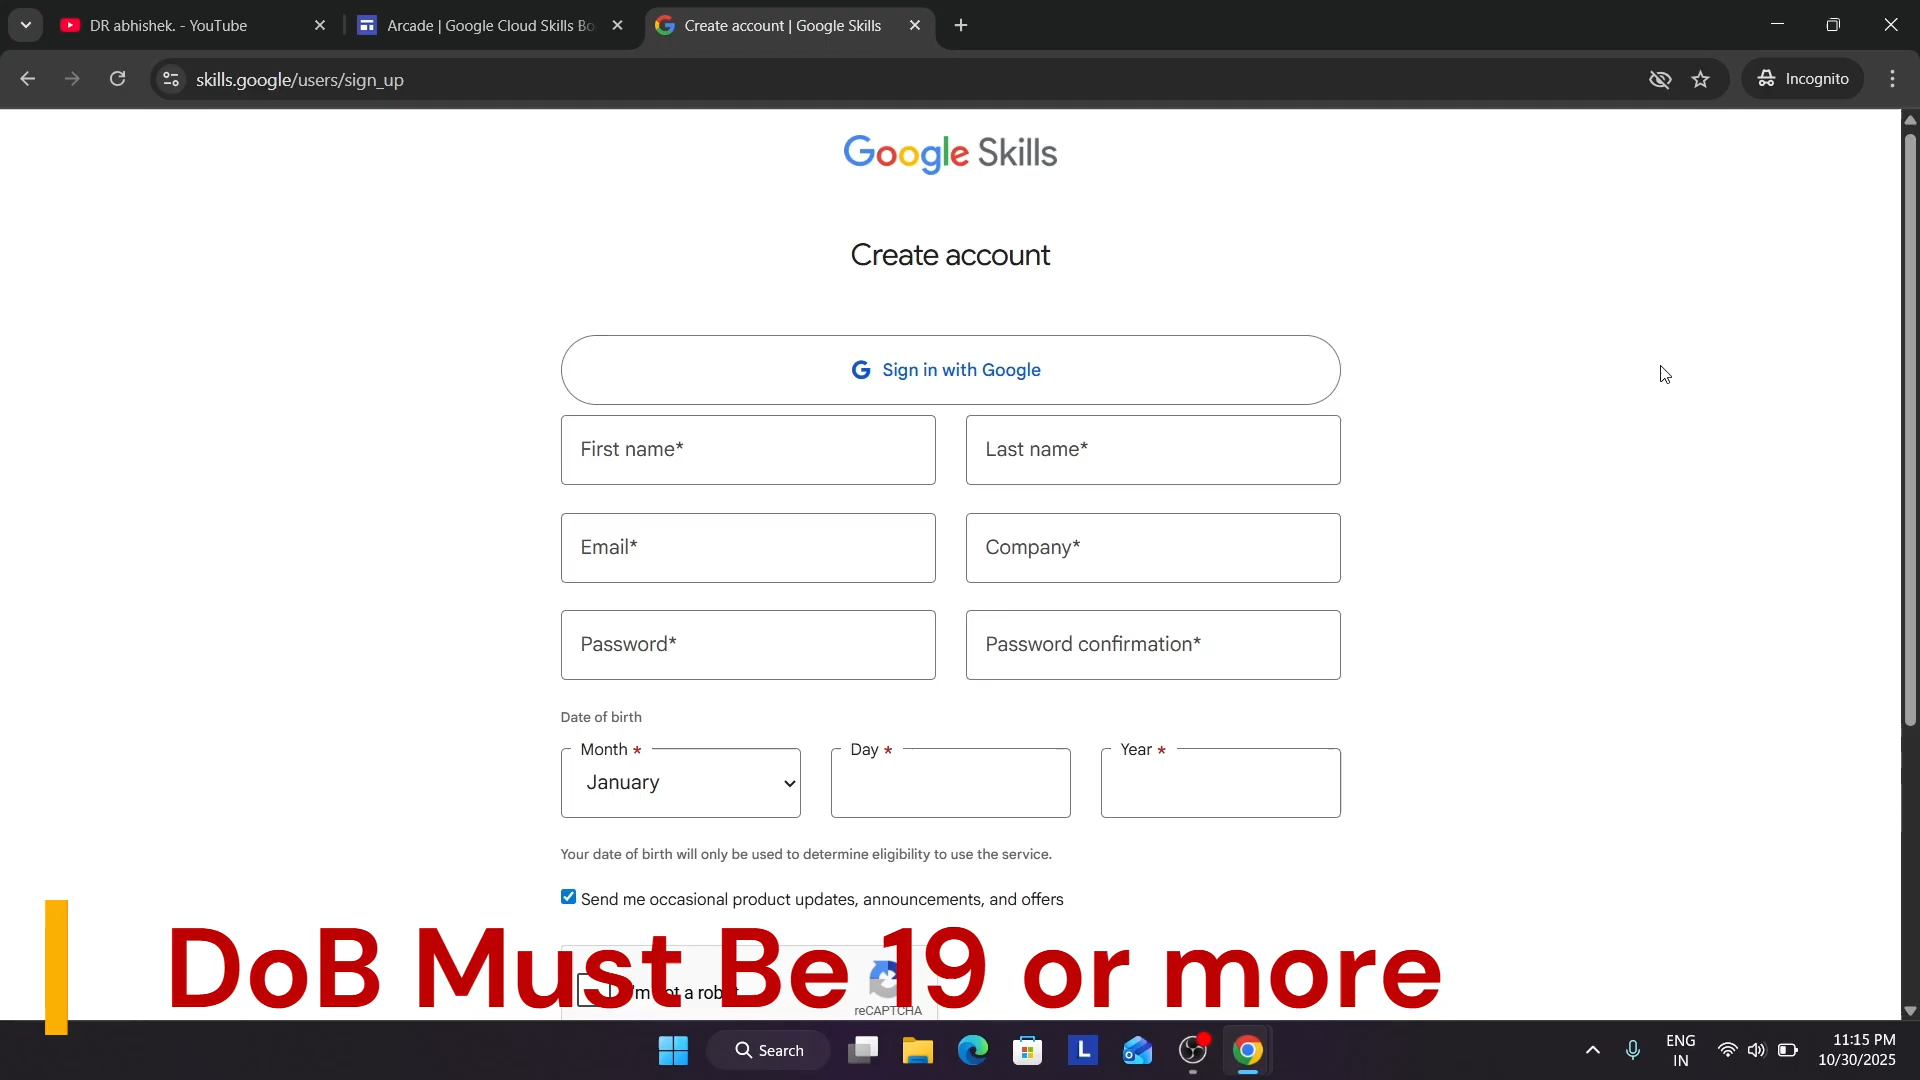 DR abhishek. - YouTube
Arcade | Google Cloud Skills Bo
Create account | Google Skills
skills.google/users/sign_up
Incognito
Google Skills
Create account
Sign in with Google
First name*
Last name*
Email*
Company*
Password*
Password confirmation*
Date of birth
Month *
Day *
Year *
January
Your date of birth will only be used to determine eligibility to use the service.
Send me occasional product updates, announcements, and offers
DoB Must Be 19 or more
I'm not a robot
reCAPTCHA
Search
L
ENG
IN
11:15 PM
10/30/2025